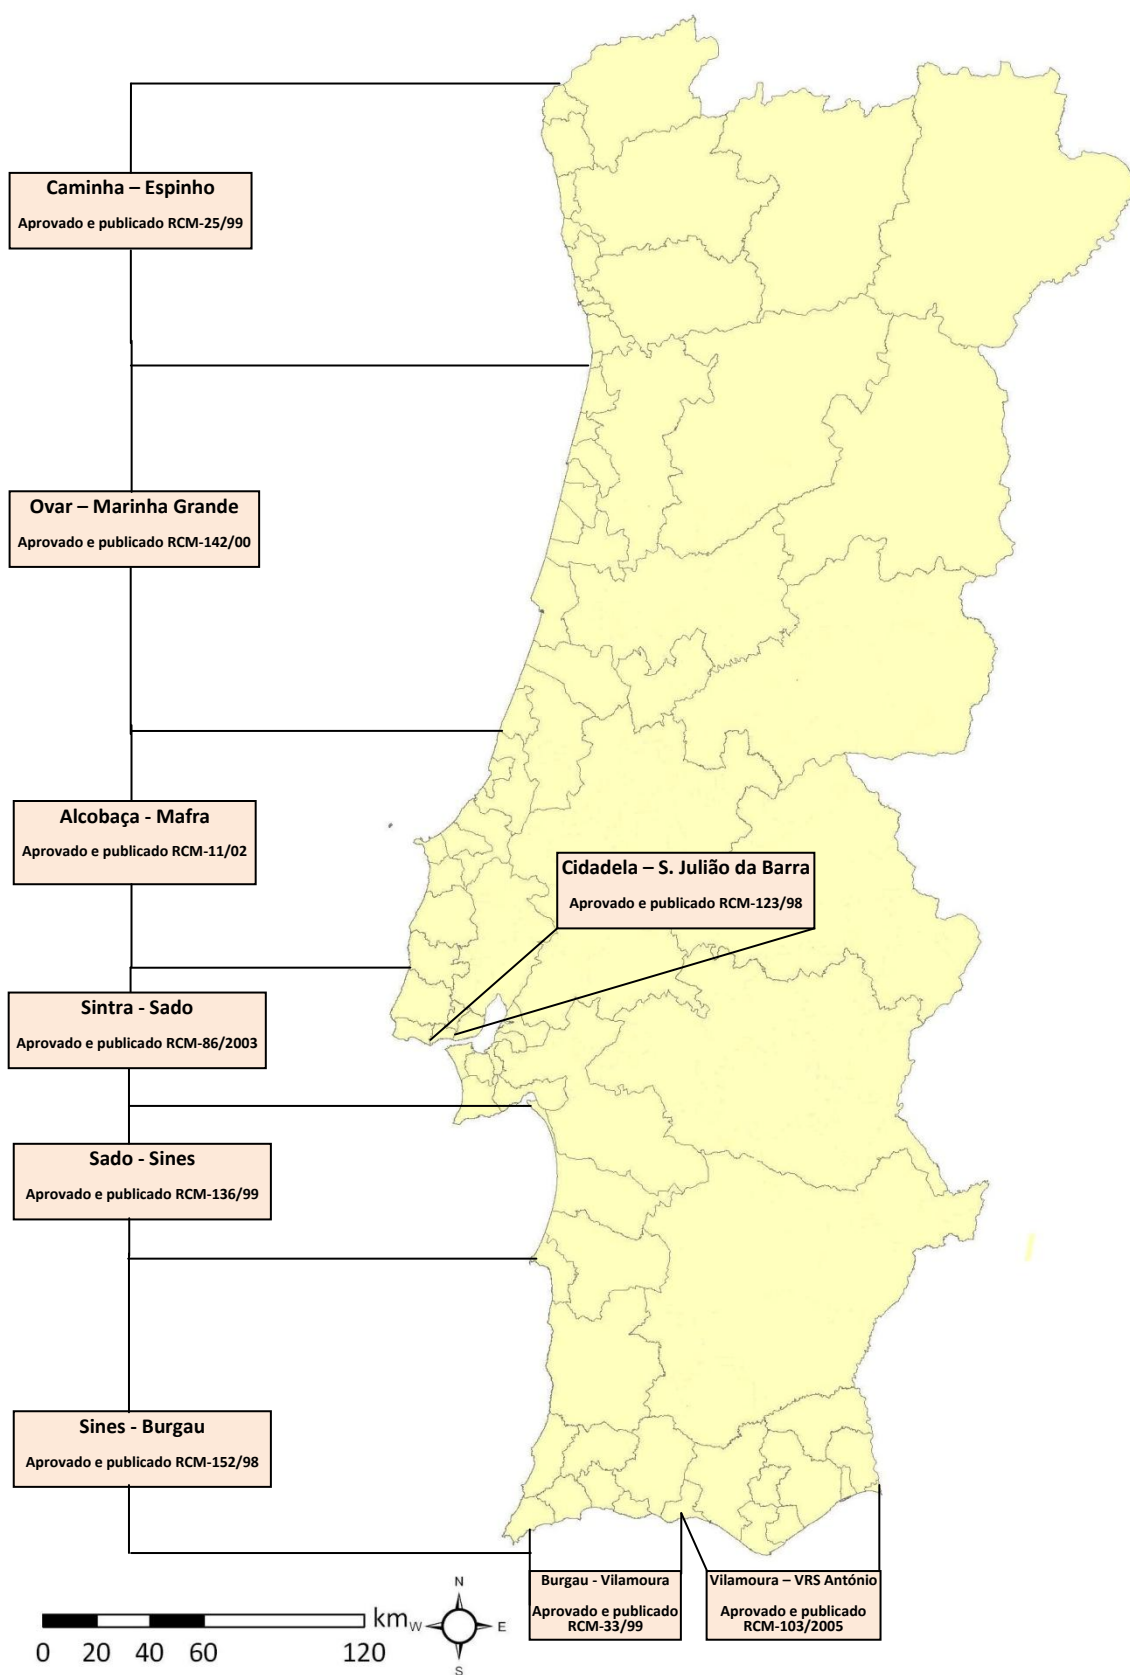 Caminha – Espinho
Aprovado e publicado RCM-25/99
Ovar – Marinha Grande
Aprovado e publicado RCM-142/00
Alcobaça - Mafra
Aprovado e publicado RCM-11/02
Cidadela – S. Julião da Barra
Aprovado e publicado RCM-123/98
Sintra - Sado
Aprovado e publicado RCM-86/2003
Sado - Sines
Aprovado e publicado RCM-136/99
Sines - Burgau
Aprovado e publicado RCM-152/98
Burgau - Vilamoura
Aprovado e publicado
RCM-33/99
Vilamoura – VRS António
Aprovado e publicado
RCM-103/2005
km
0 20 40 60 120
N
W E
S